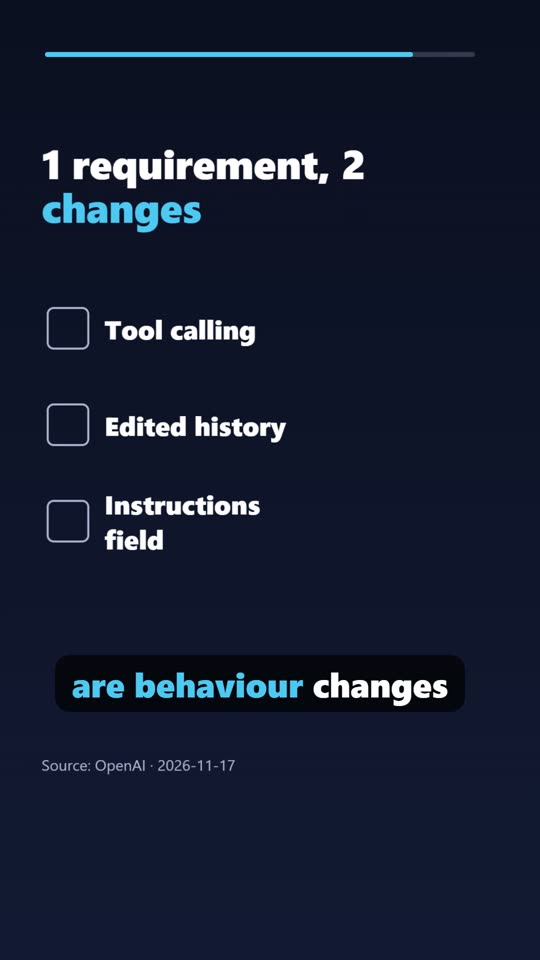 1 requirement, 2
changes
Tool calling
Edited history
Instructions
field
are behaviour changes
Source: OpenAI · 2026-11-17